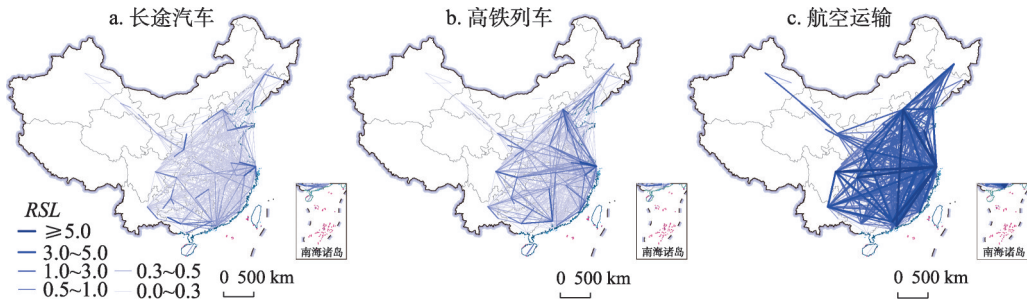 a. 长途汽车
b. 高铁列车
c. 航空运输
RSL
≥5.0
3.0~5.0
1.0~3.0
0.5~1.0
0.3~0.5
0.0~0.3
0 500 km
南海诸岛
0 500 km
南海诸岛
0 500 km
南海诸岛